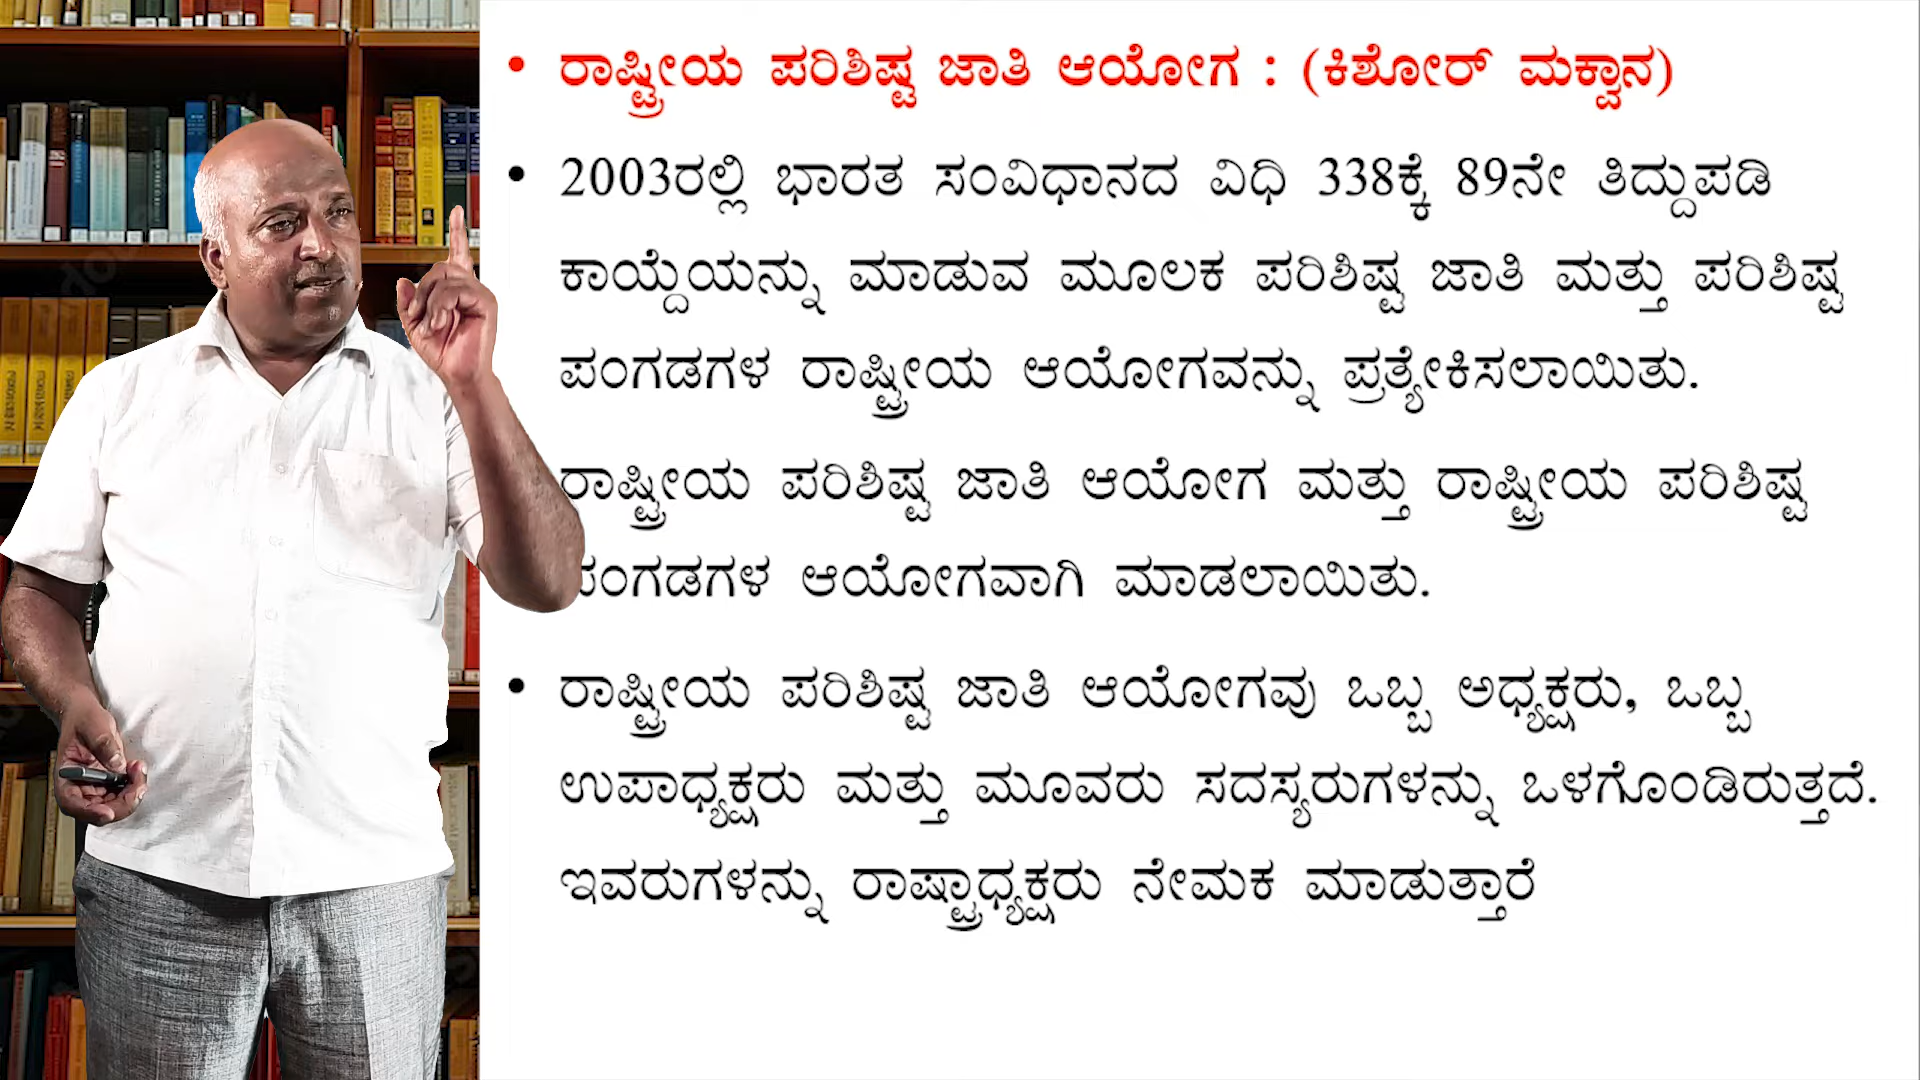 • ರಾಷ್ಟ್ರೀಯ ಪರಿಶಿಷ್ಟ ಜಾತಿ ಆಯೋಗ : (ಕಿಶೋರ್ ಮಕ್ವಾನ)
• 2003ರಲ್ಲಿ ಭಾರತ ಸಂವಿಧಾನದ ವಿಧಿ 338ಕ್ಕೆ 89ನೇ ತಿದ್ದುಪಡಿ
ಕಾಯ್ದೆಯನ್ನು ಮಾಡುವ ಮೂಲಕ ಪರಿಶಿಷ್ಟ ಜಾತಿ ಮತ್ತು ಪರಿಶಿಷ್ಟ
ಪಂಗಡಗಳ ರಾಷ್ಟ್ರೀಯ ಆಯೋಗವನ್ನು ಪ್ರತ್ಯೇಕಿಸಲಾಯಿತು.
ರಾಷ್ಟ್ರೀಯ ಪರಿಶಿಷ್ಟ ಜಾತಿ ಆಯೋಗ ಮತ್ತು ರಾಷ್ಟ್ರೀಯ ಪರಿಶಿಷ್ಟ
ಪಂಗಡಗಳ ಆಯೋಗವಾಗಿ ಮಾಡಲಾಯಿತು.
• ರಾಷ್ಟ್ರೀಯ ಪರಿಶಿಷ್ಟ ಜಾತಿ ಆಯೋಗವು ಒಬ್ಬ ಅಧ್ಯಕ್ಷರು, ಒಬ್ಬ
ಉಪಾಧ್ಯಕ್ಷರು ಮತ್ತು ಮೂವರು ಸದಸ್ಯರುಗಳನ್ನು ಒಳಗೊಂಡಿರುತ್ತದೆ.
ಇವರುಗಳನ್ನು ರಾಷ್ಟ್ರಾಧ್ಯಕ್ಷರು ನೇಮಕ ಮಾಡುತ್ತಾರೆ